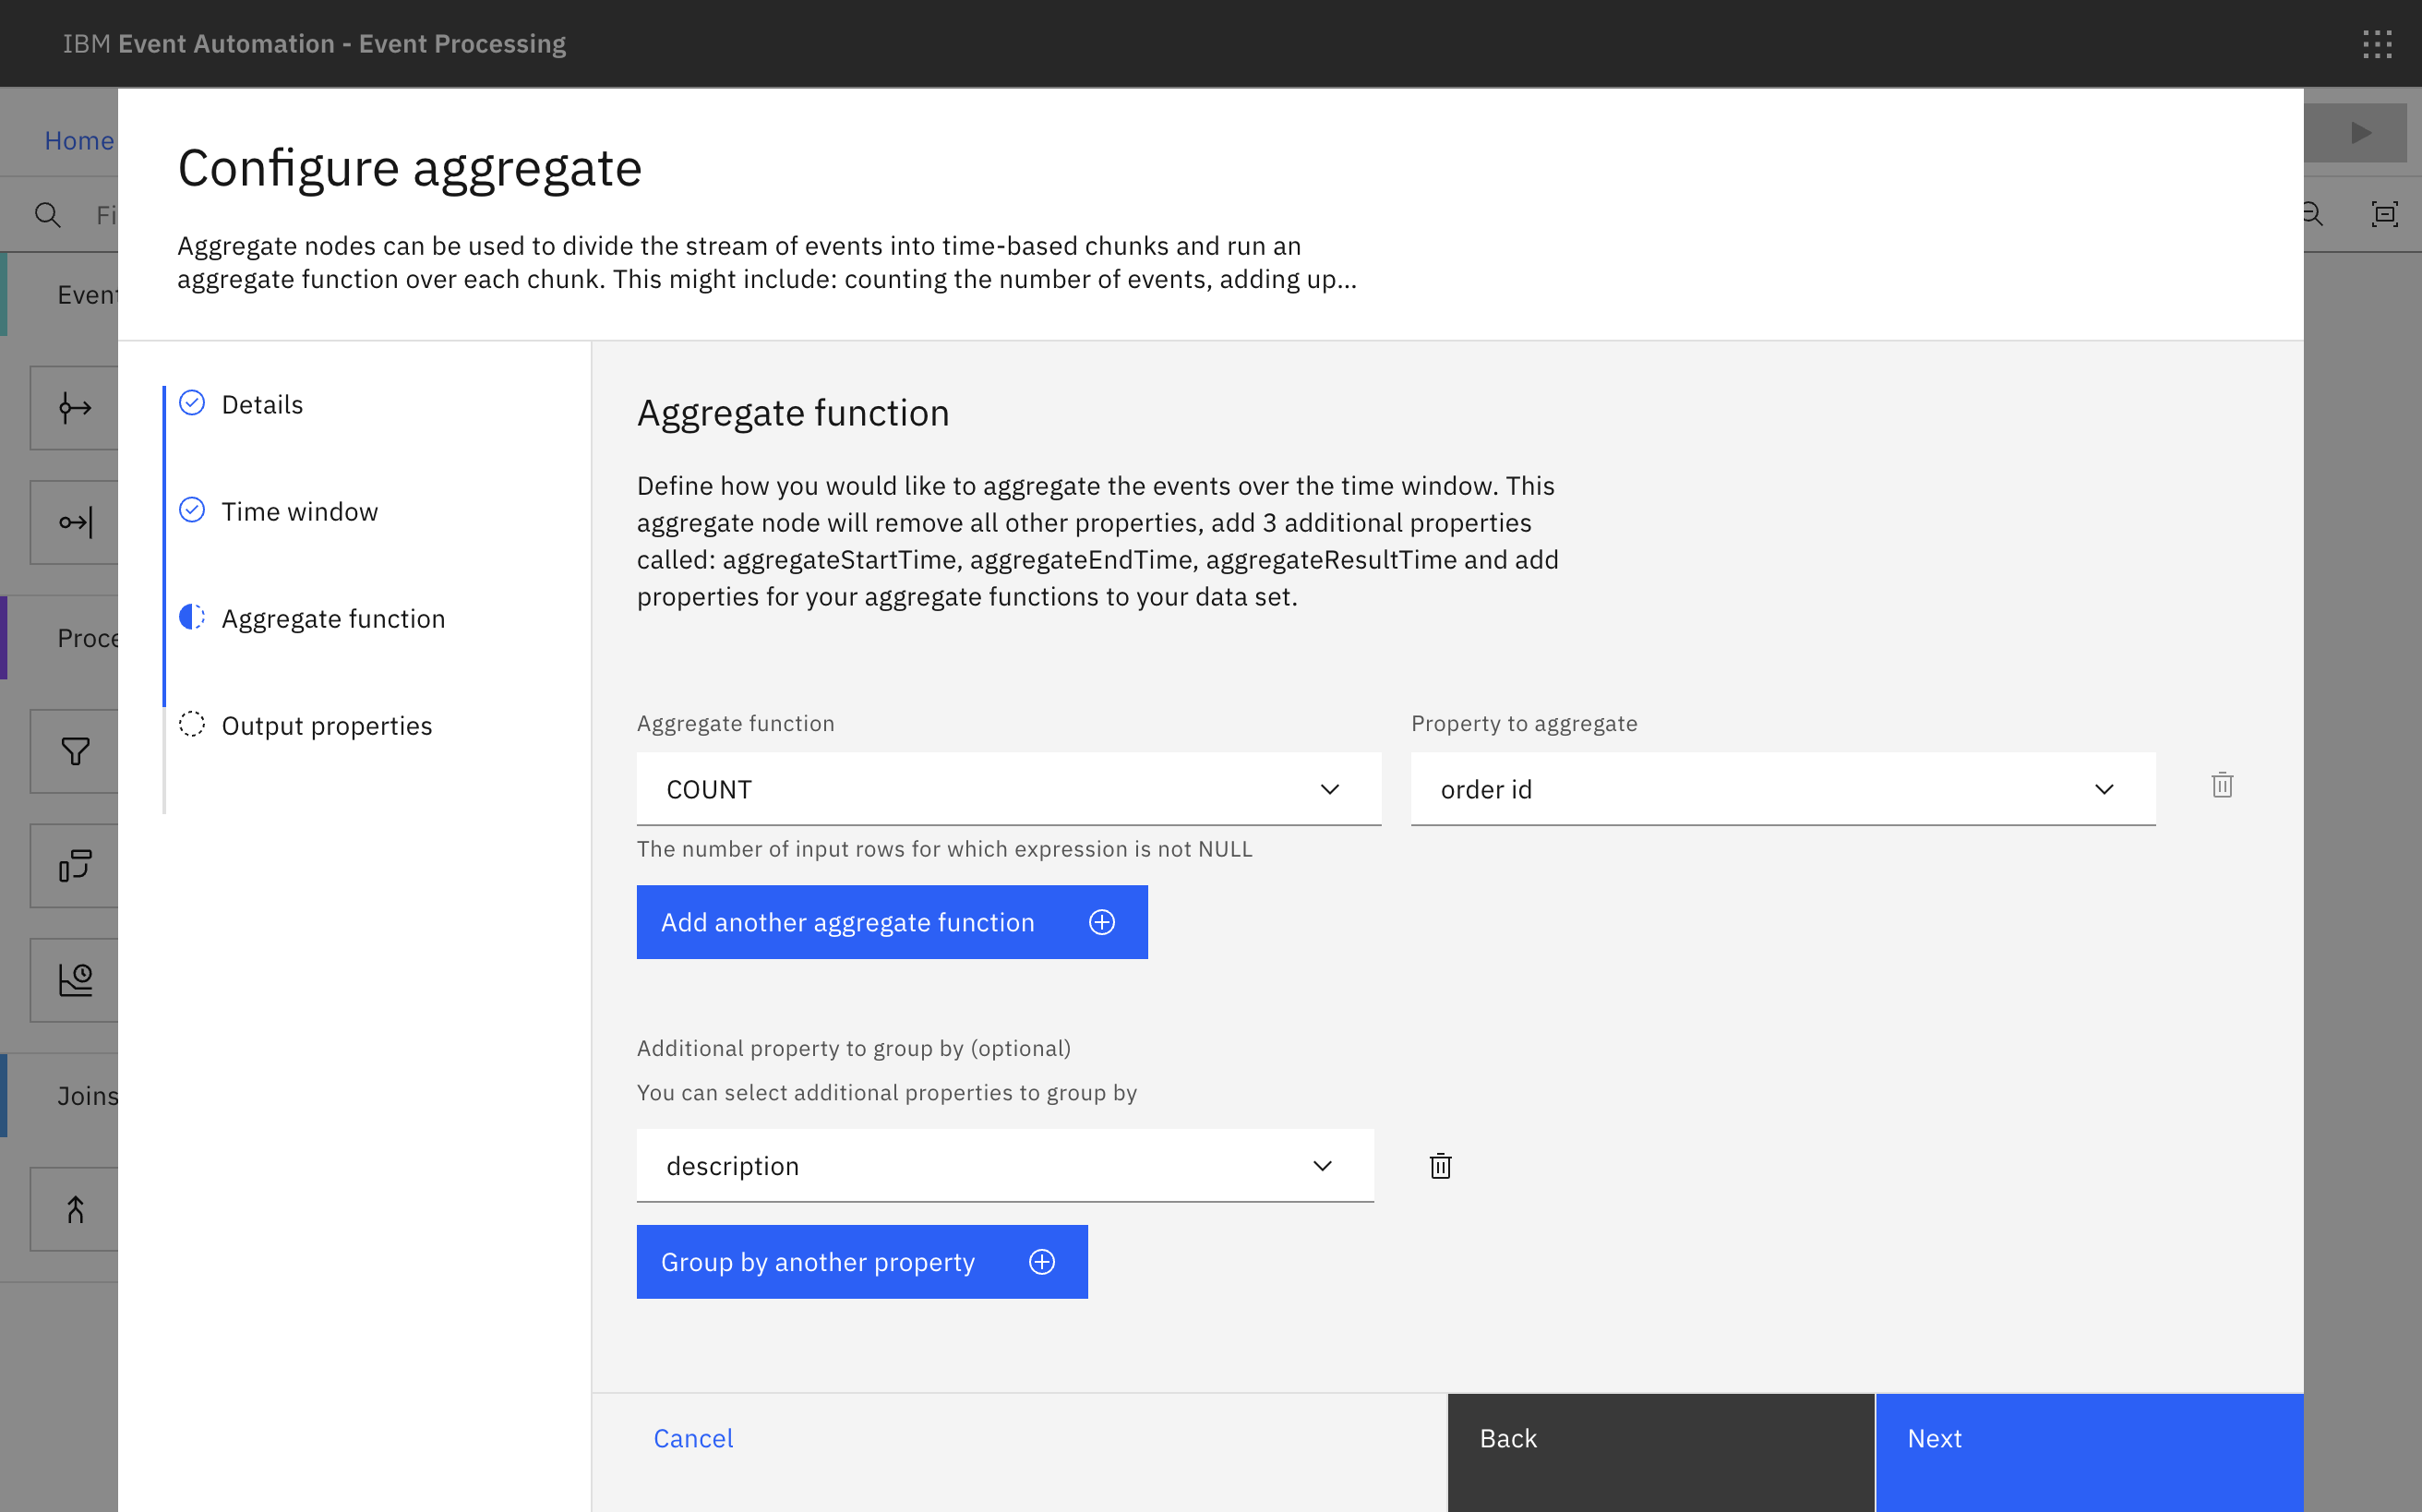 IBM Event Automation - Event Processing
Home
Configure aggregate
Aggregate nodes can be used to divide the stream of events into time-based chunks and run an
aggregate function over each chunk. This might include: counting the number of events, adding up...
Details
Time window
Aggregate function
Output properties
Aggregate function
Define how you would like to aggregate the events over the time window. This
aggregate node will remove all other properties, add 3 additional properties
called: aggregateStartTime, aggregateEndTime, aggregateResultTime and add
properties for your aggregate functions to your data set.
Aggregate function
Property to aggregate
COUNT
order id
The number of input rows for which expression is not NULL
Add another aggregate function
Additional property to group by (optional)
You can select additional properties to group by
description
Group by another property
Cancel
Back
Next
Joins